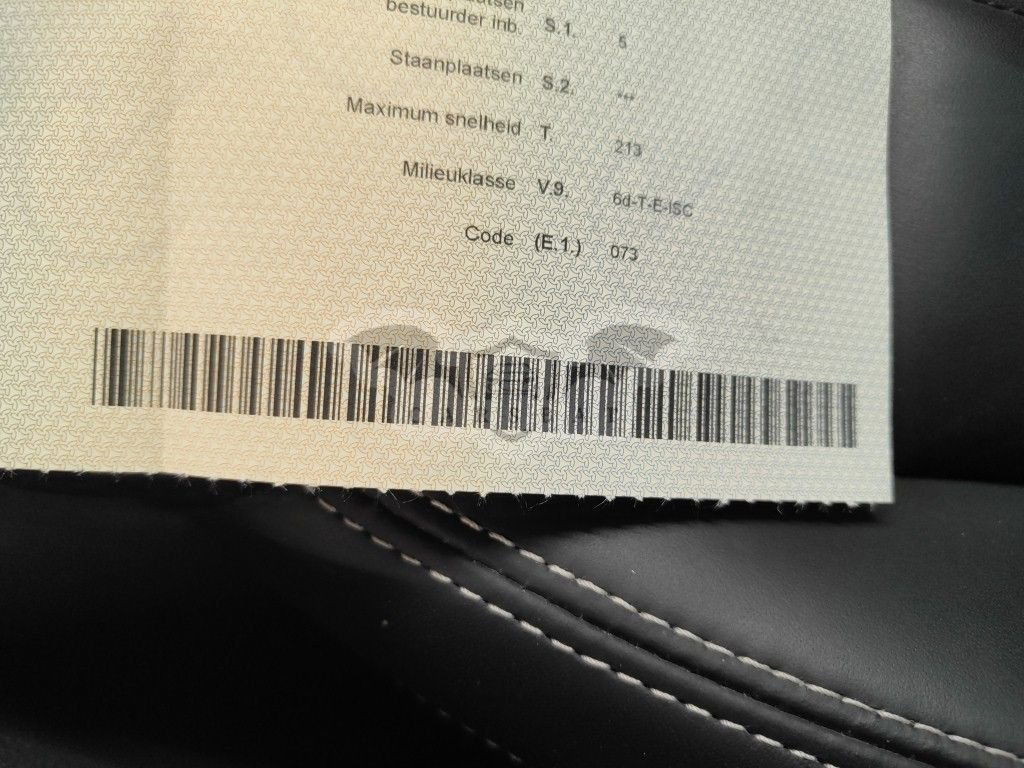 bestuurder inb. S.1. 5
Staanplaatsen S.2. ---
Maximum snelheid T. 213
Milieuklasse V.9. 6d-T-E-ISC
Code (E.1.) 073